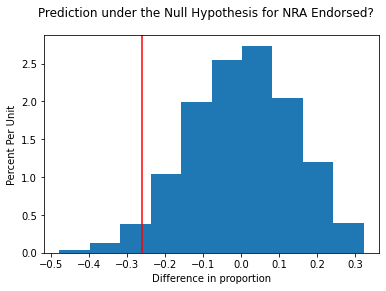 Prediction under the Null Hypothesis for NRA Endorsed?
Percent Per Unit
2.5
2.0
1.5
1.0
0.5
0.0
−0.5 −0.4 −0.3 −0.2 −0.1 0.0 0.1 0.2 0.3
Difference in proportion